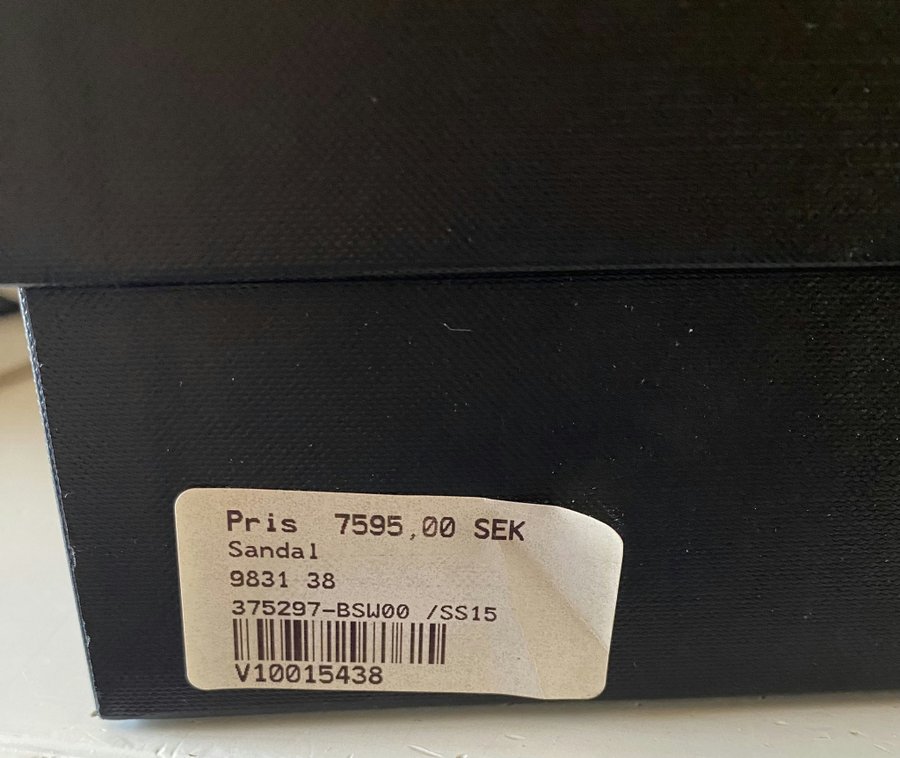 Pris 7595,00 SEK
Sandal
9831 38
375297-BSW00 /SS15
V10015438